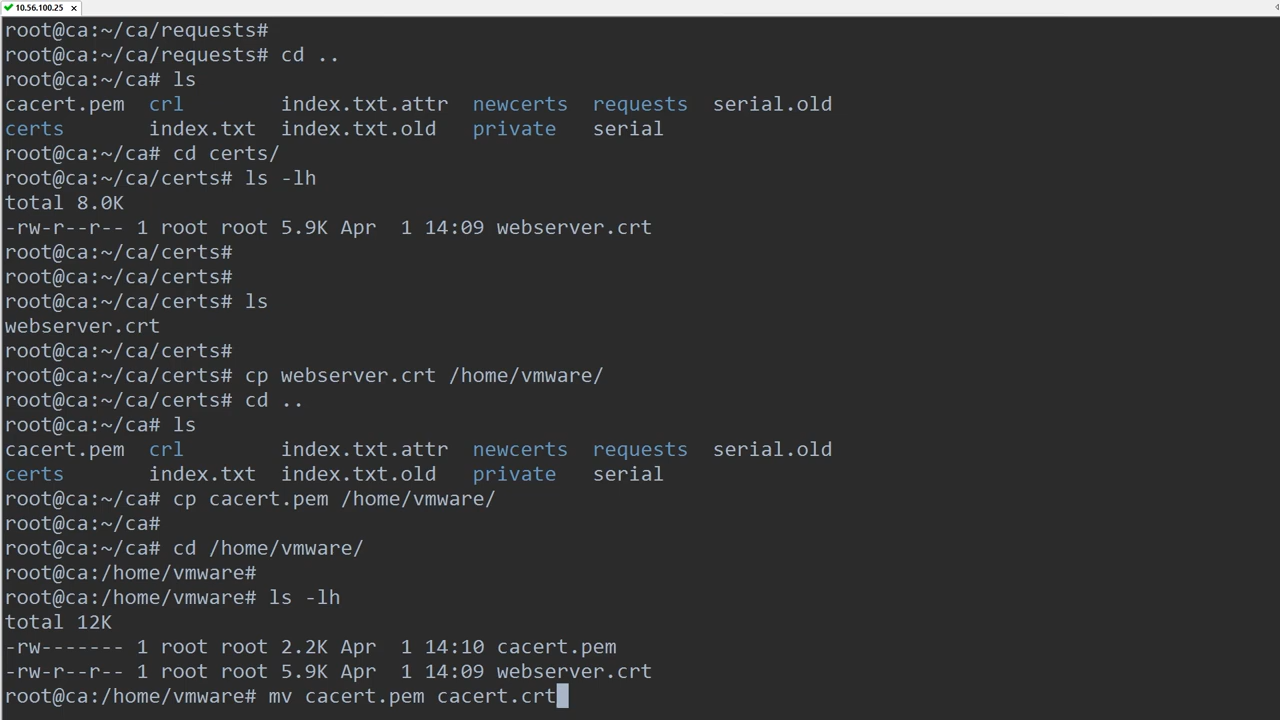 10.56.100.25
root@ca:~/ca/requests#
root@ca:~/ca/requests# cd ..
root@ca:~/ca# ls
cacert.pem  crl        index.txt.attr  newcerts  requests  serial.old
certs       index.txt  index.txt.old   private   serial
root@ca:~/ca# cd certs/
root@ca:~/ca/certs# ls -lh
total 8.0K
-rw-r--r-- 1 root root 5.9K Apr  1 14:09 webserver.crt
root@ca:~/ca/certs#
root@ca:~/ca/certs#
root@ca:~/ca/certs# ls
webserver.crt
root@ca:~/ca/certs#
root@ca:~/ca/certs# cp webserver.crt /home/vmware/
root@ca:~/ca/certs# cd ..
root@ca:~/ca# ls
cacert.pem  crl        index.txt.attr  newcerts  requests  serial.old
certs       index.txt  index.txt.old   private   serial
root@ca:~/ca# cp cacert.pem /home/vmware/
root@ca:~/ca#
root@ca:~/ca# cd /home/vmware/
root@ca:/home/vmware#
root@ca:/home/vmware# ls -lh
total 12K
-rw------- 1 root root 2.2K Apr  1 14:10 cacert.pem
-rw-r--r-- 1 root root 5.9K Apr  1 14:09 webserver.crt
root@ca:/home/vmware# mv cacert.pem cacert.crt